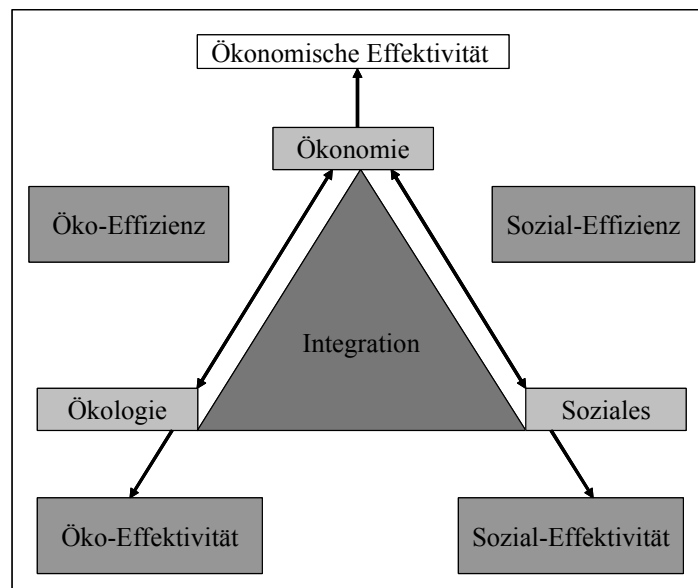 Ökonomische Effektivität
Ökonomie
Öko-Effizienz
Sozial-Effizienz
Integration
Ökologie
Soziales
Öko-Effektivität
Sozial-Effektivität